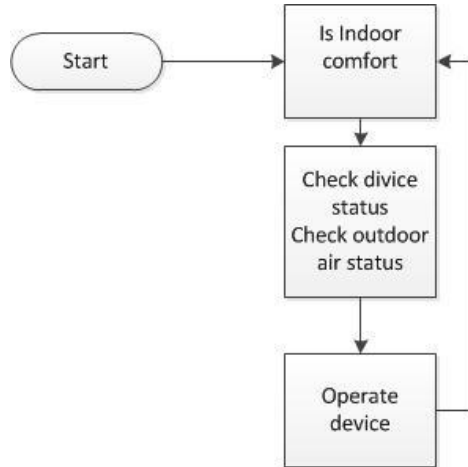 Start
Is Indoor
comfort
Check divice
status
Check outdoor
air status
Operate
device